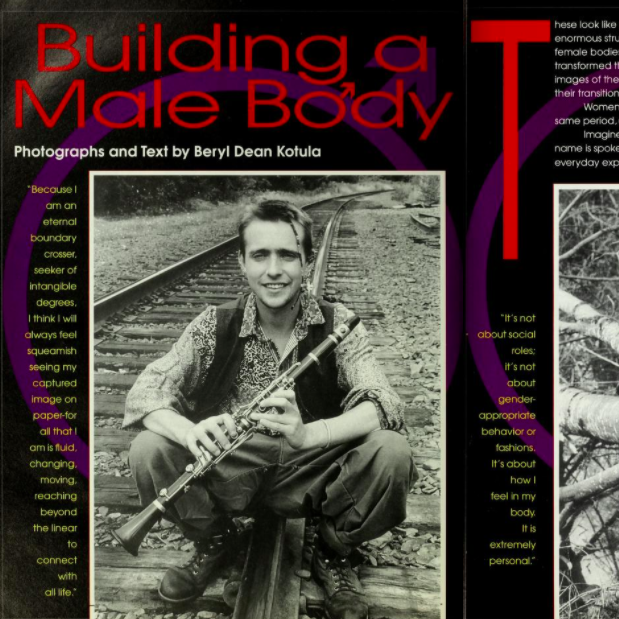 Building a
Male Body
Photographs and Text by Beryl Dean Kotula
"Because I
am an
eternal
boundary
crosser,
seeker of
intangible
degrees,
I think I will
always feel
squeamish
seeing my
captured
image on
paper-for
all that I
am is fluid,
changing,
moving,
reaching
beyond
the linear
to
connect
with
all life."
T
hese look like
enormous
female
transformed
images of the
their transition
Women
same period,
Imagine
name is
everyday
"It's not
about social
roles;
it's not
about
gender-
appropriate
behavior or
fashions.
It's about
how I
feel in my
body.
It is
extremely
personal."